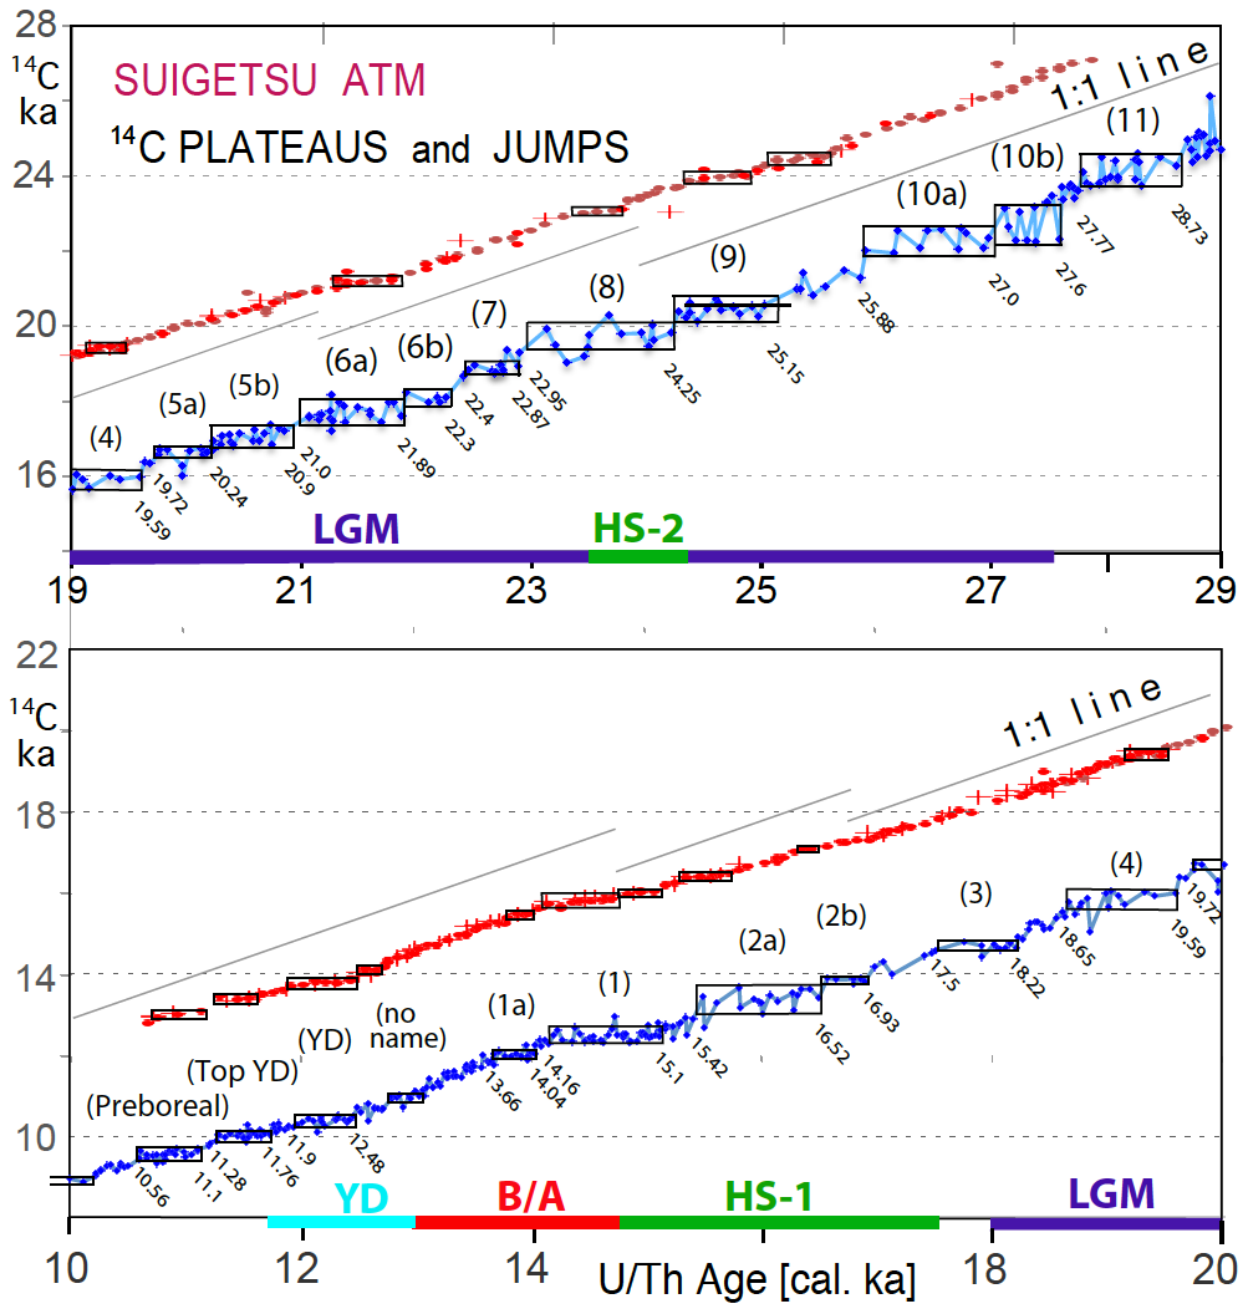 28
¹⁴C
ka
SUIGETSU ATM
¹⁴C PLATEAUS and JUMPS
1:1 line
(11)
(10b)
24
(10a)
28.73
27.77
(9)
27.6
27.0
(8)
25.88
20
(7)
25.15
(6b)
24.25
(6a)
22.95
22.87
(5b)
22.4
(5a)
22.3
(4)
21.89
21.0
20.9
16
20.24
19.72
19.59
LGM
HS-2
19 21 23 25 27 29
22
¹⁴C
ka
1:1 line
18
(4)
(3)
19.72
(2b)
19.59
(2a)
18.65
18.22
14
17.5
(1)
16.93
(1a)
16.52
(no
name)
15.42
15.1
(YD)
14.16
14.04
(Top YD)
13.66
(Preboreal)
12.48
10
11.9
11.76
11.28
11.1
10.56
YD
B/A
HS-1
LGM
10 12 14 U/Th Age [cal. ka] 18 20